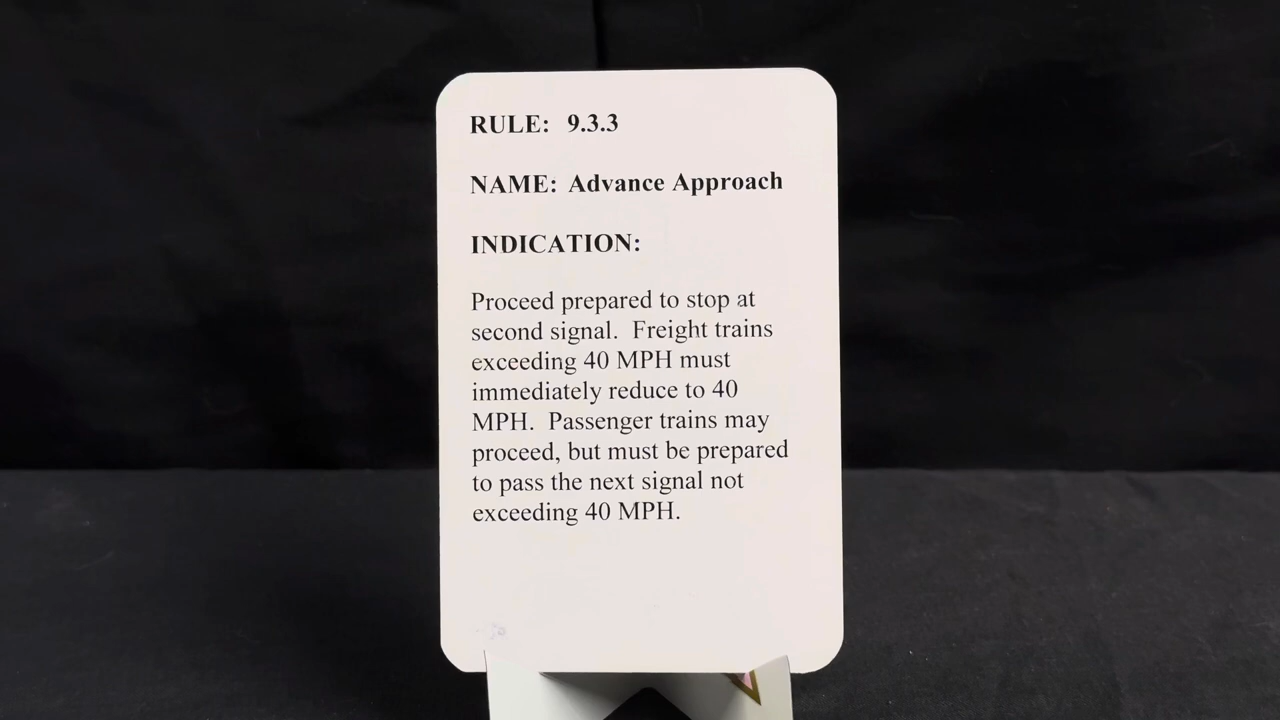 RULE: 9.3.3
NAME: Advance Approach
INDICATION:
Proceed prepared to stop at
second signal. Freight trains
exceeding 40 MPH must
immediately reduce to 40
MPH. Passenger trains may
proceed, but must be prepared
to pass the next signal not
exceeding 40 MPH.